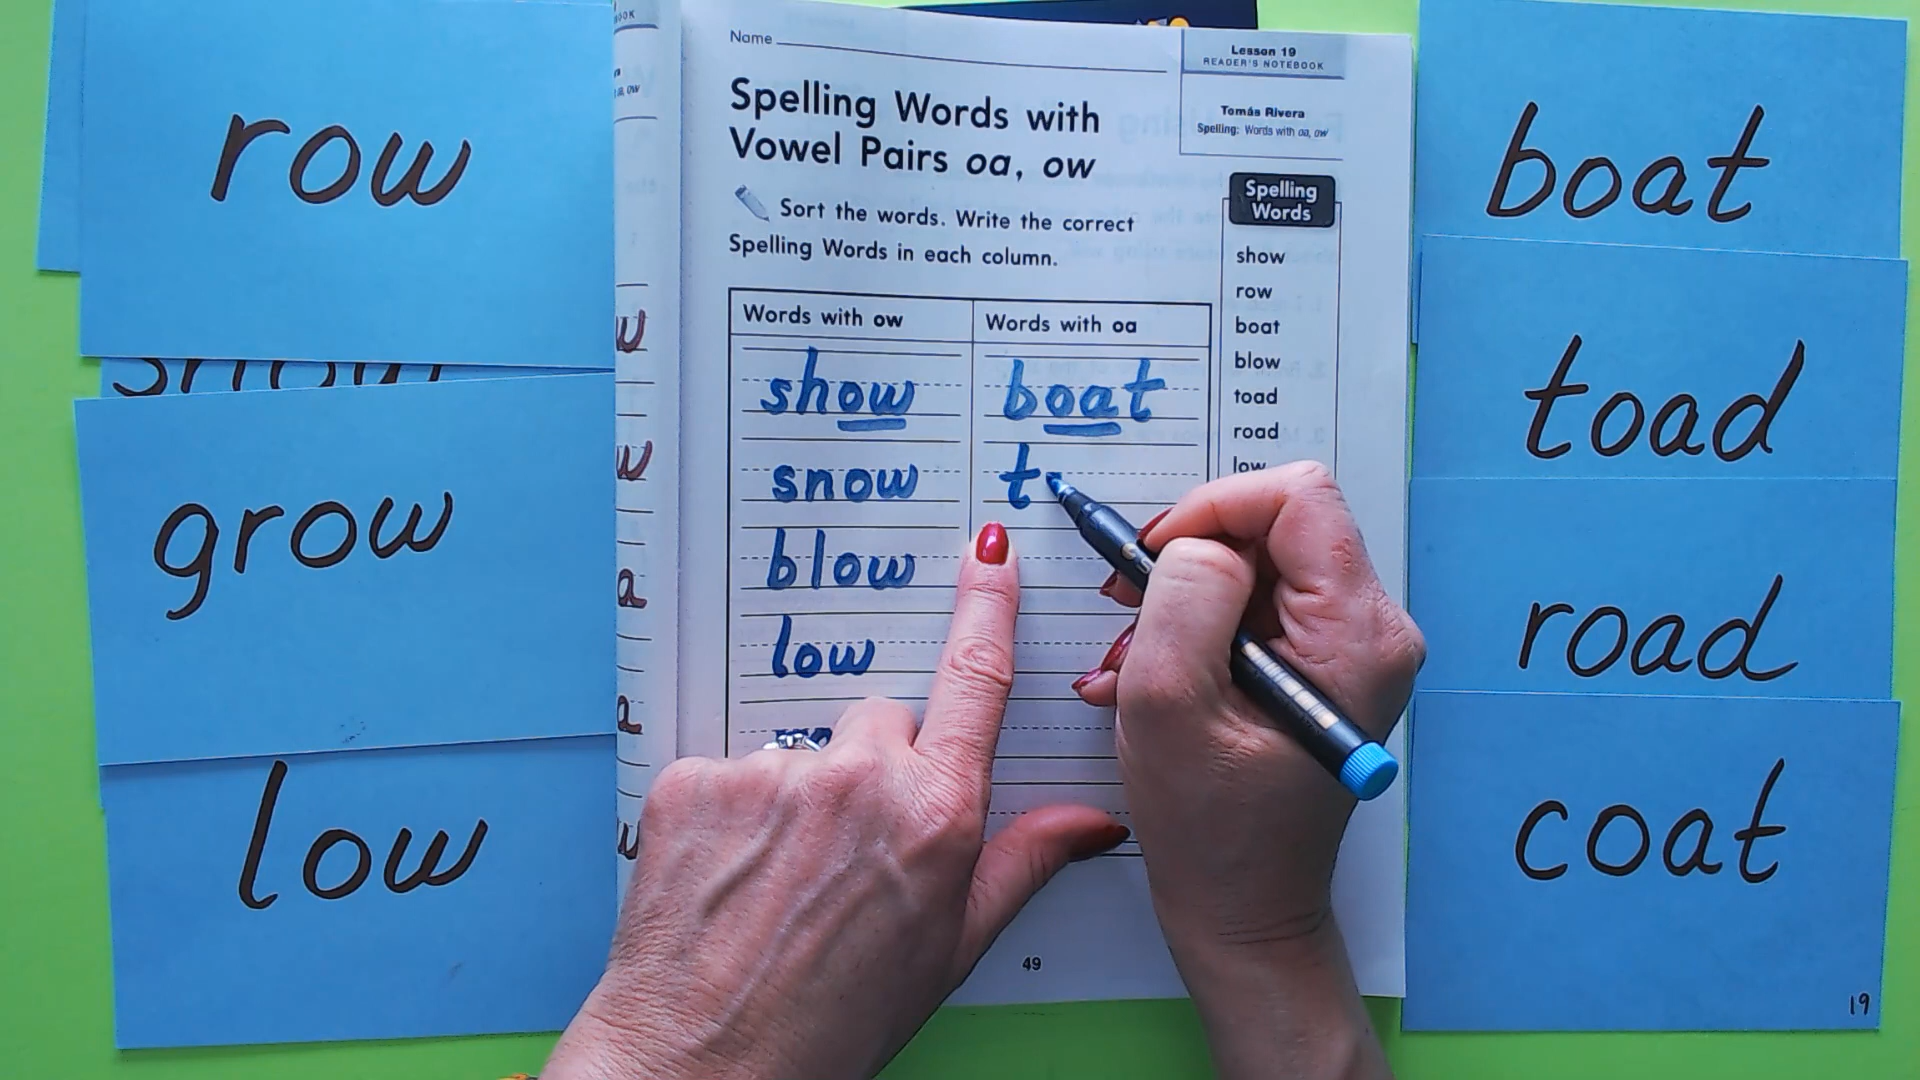 row
grow
low
Name
Lesson 19
READER'S NOTEBOOK
Spelling Words with
Vowel Pairs oa, ow
Tomás Rivera
Spelling: Words with oa, ow
Sort the words. Write the correct
Spelling Words in each column.
Words with ow
Words with oa
show
boat
snow
t
blow
low
Spelling
Words
show
row
boat
blow
toad
road
low
49
boat
toad
road
coat
19